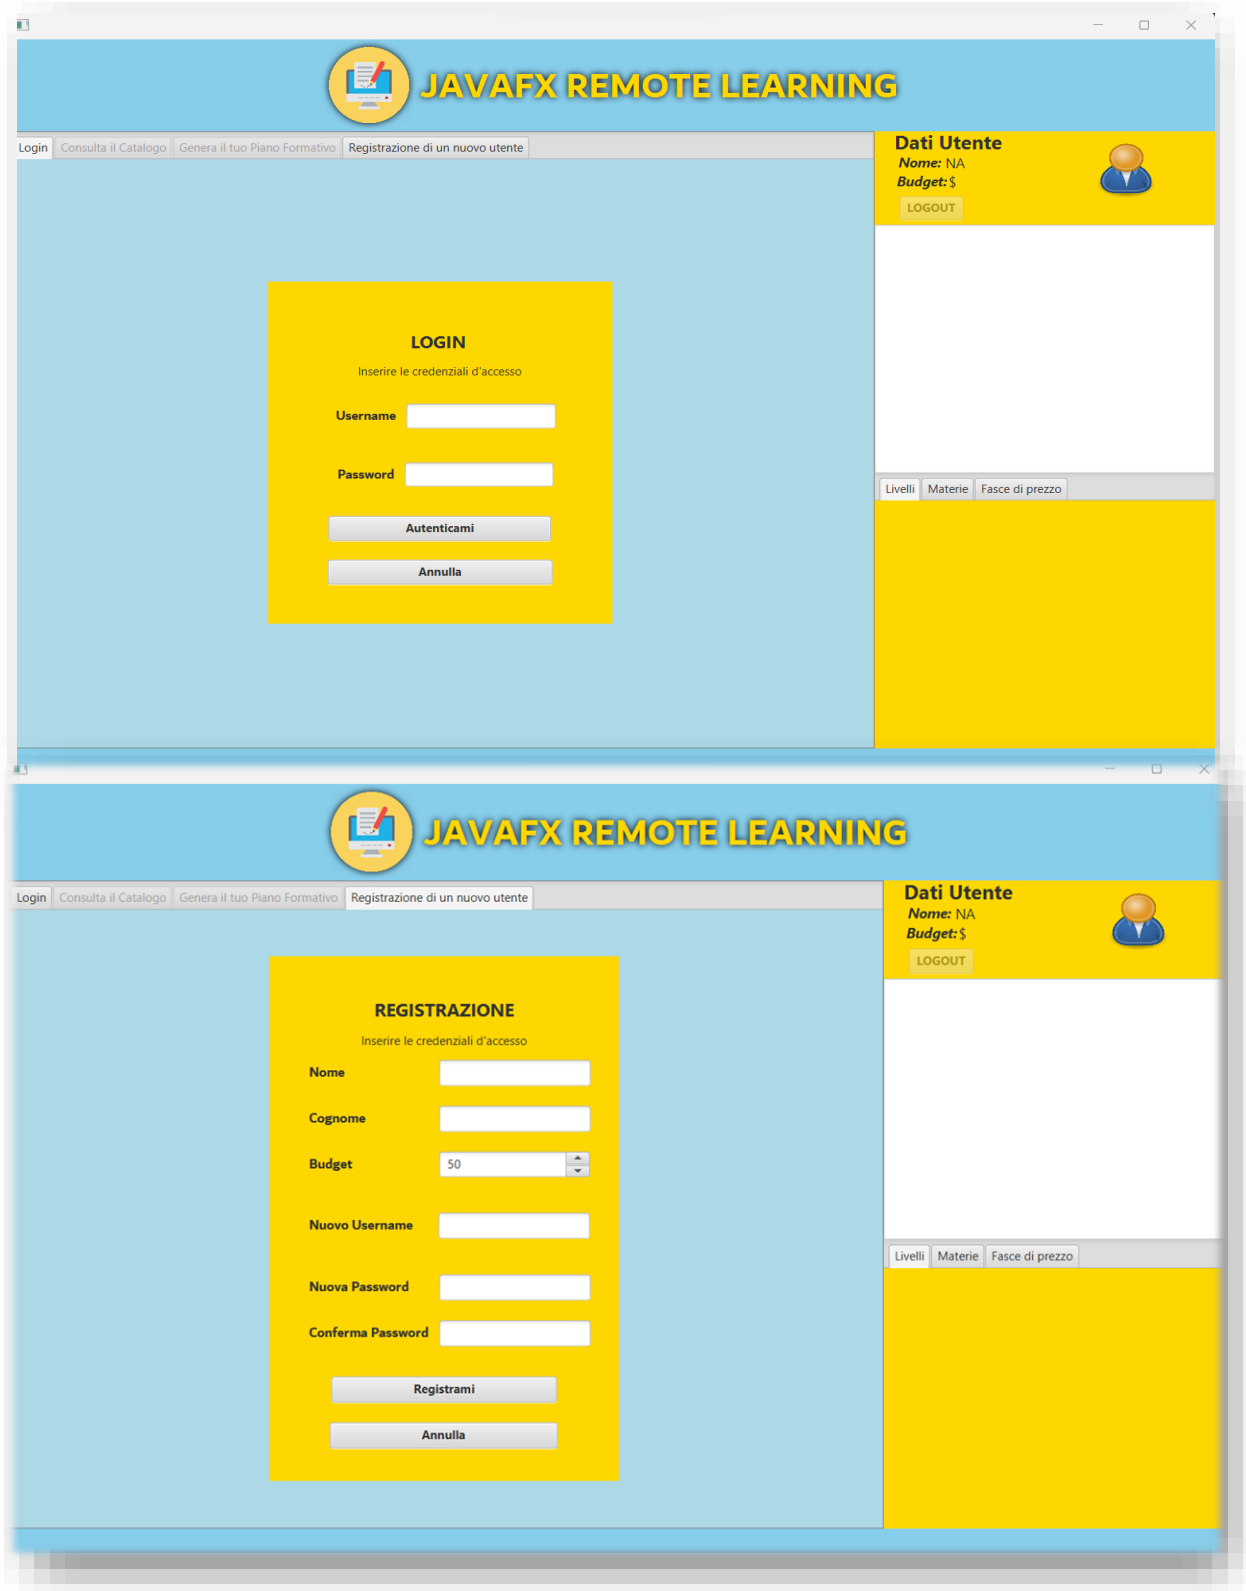 JAVAFX REMOTE LEARNING
Login Consulta il Catalogo Genera il tuo Piano Formativo Registrazione di un nuovo utente
Dati Utente
Nome: NA
Budget: $
LOGOUT
LOGIN
Inserire le credenziali d'accesso
Username
Password
Autenticami
Annulla
Livelli Materie Fasce di prezzo
JAVAFX REMOTE LEARNING
Login Consulta il Catalogo Genera il tuo Piano Formativo Registrazione di un nuovo utente
Dati Utente
Nome: NA
Budget: $
LOGOUT
REGISTRAZIONE
Inserire le credenziali d'accesso
Nome
Cognome
Budget 50
Nuovo Username
Nuova Password
Conferma Password
Registrami
Annulla
Livelli Materie Fasce di prezzo